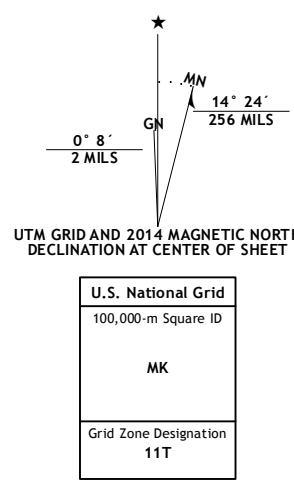 ★
MN
GN
14° 24´
256 MILS
0° 8´
2 MILS
UTM GRID AND 2014 MAGNETIC NORTI
DECLINATION AT CENTER OF SHEET
U.S. National Grid
100,000-m Square ID
MK
Grid Zone Designation
11T